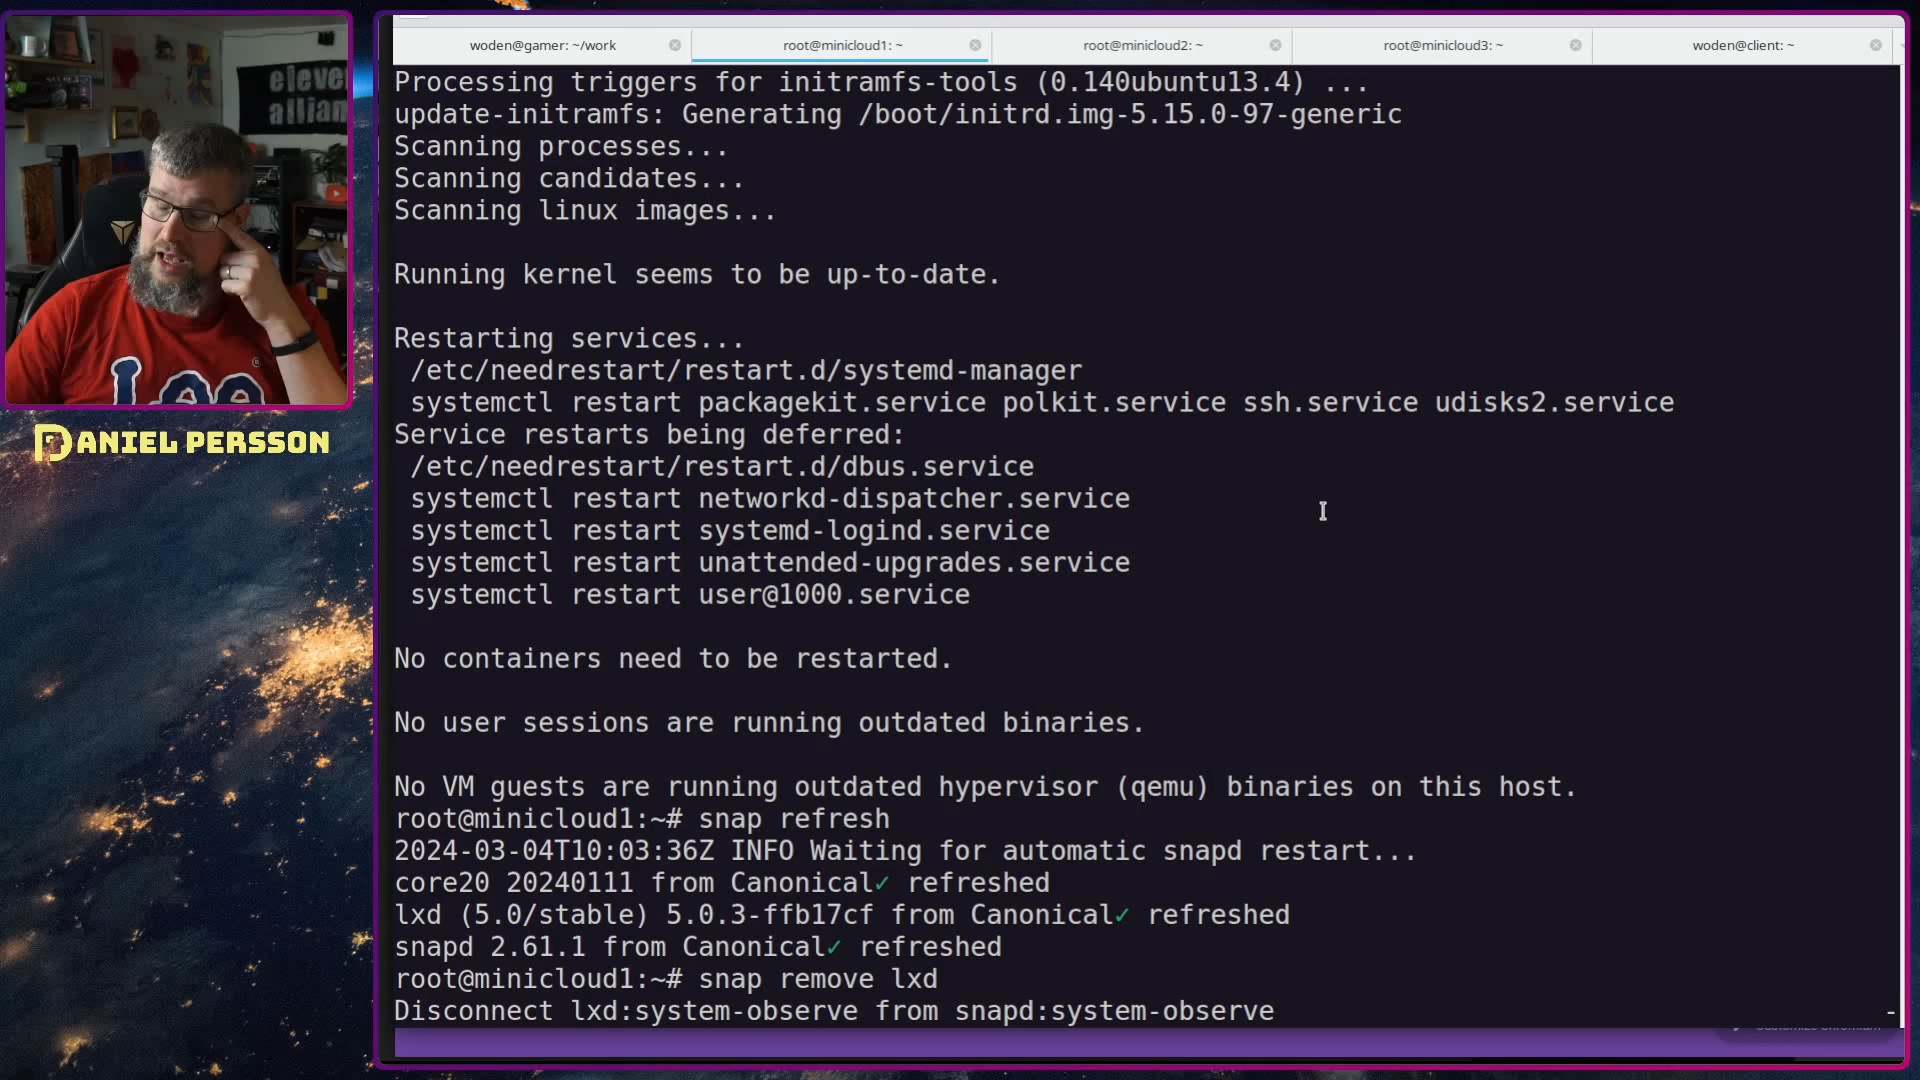 woden@gamer: ~/work
root@minicloud1: ~
root@minicloud2: ~
root@minicloud3: ~
woden@client: ~
Processing triggers for initramfs-tools (0.140ubuntu13.4) ...
update-initramfs: Generating /boot/initrd.img-5.15.0-97-generic
Scanning processes...
Scanning candidates...
Scanning linux images...
Running kernel seems to be up-to-date.
Restarting services...
/etc/needrestart/restart.d/systemd-manager
systemctl restart packagekit.service polkit.service ssh.service udisks2.service
Service restarts being deferred:
/etc/needrestart/restart.d/dbus.service
systemctl restart networkd-dispatcher.service
systemctl restart systemd-logind.service
systemctl restart unattended-upgrades.service
systemctl restart user@1000.service
No containers need to be restarted.
No user sessions are running outdated binaries.
No VM guests are running outdated hypervisor (qemu) binaries on this host.
root@minicloud1:~# snap refresh
2024-03-04T10:03:36Z INFO Waiting for automatic snapd restart...
core20 20240111 from Canonical✓ refreshed
lxd (5.0/stable) 5.0.3-ffb17cf from Canonical✓ refreshed
snapd 2.61.1 from Canonical✓ refreshed
root@minicloud1:~# snap remove lxd
Disconnect lxd:system-observe from snapd:system-observe -
DANIEL PERSSON
Lee